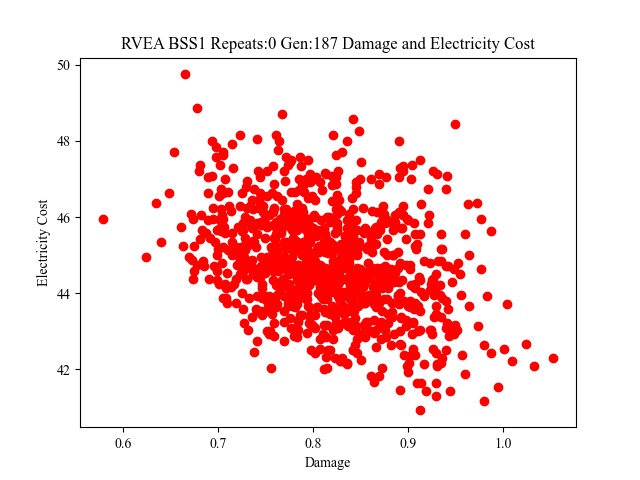 RVEA BSS1 Repeats:0 Gen:187 Damage and Electricity Cost
50
48
46
44
42
Electricity Cost
0.6 0.7 0.8 0.9 1.0
Damage